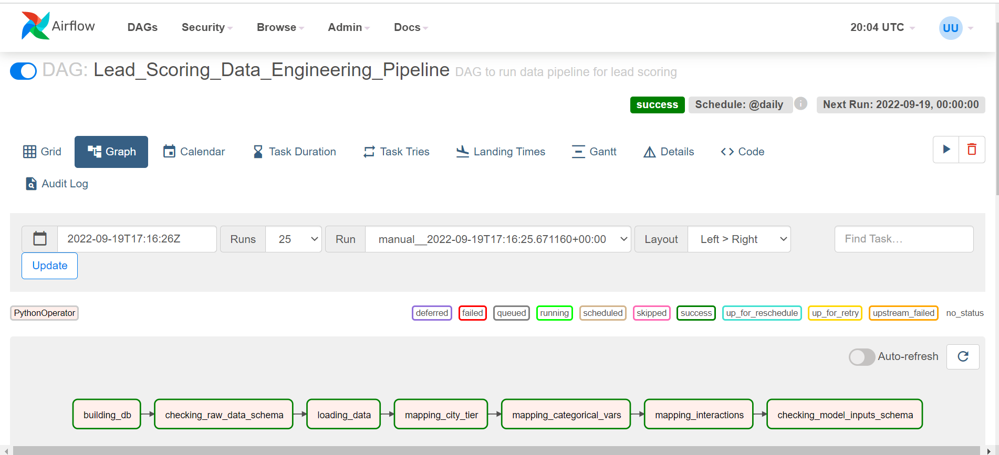 Airflow DAGs Security Browse Admin Docs 20:04 UTC UU
DAG: Lead_Scoring_Data_Engineering_Pipeline DAG to run data pipeline for lead scoring
success Schedule: @daily i Next Run: 2022-09-19, 00:00:00
Grid Graph Calendar Task Duration Task Tries Landing Times Gantt Details Code
Audit Log
2022-09-19T17:16:26Z Runs 25 Run manual__2022-09-19T17:16:25.671160+00:00 Layout Left > Right Find Task…
Update
PythonOperator deferred failed queued running scheduled skipped success up_for_reschedule up_for_retry upstream_failed no_status
Auto-refresh
building_db checking_raw_data_schema loading_data mapping_city_tier mapping_categorical_vars mapping_interactions checking_model_inputs_schema